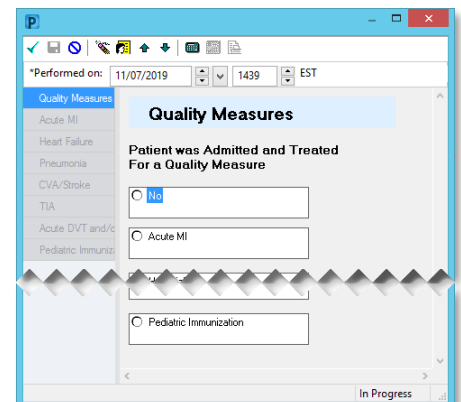 P
*Performed on: 11/07/2019 1439 EST
Quality Measures
Acute MI
Heart Failure
Pneumonia
CVA/Stroke
TIA
Acute DVT and/c
Pediatric Immuniz
Quality Measures
Patient was Admitted and Treated
For a Quality Measure
No
Acute MI
Pediatric Immunization
In Progress